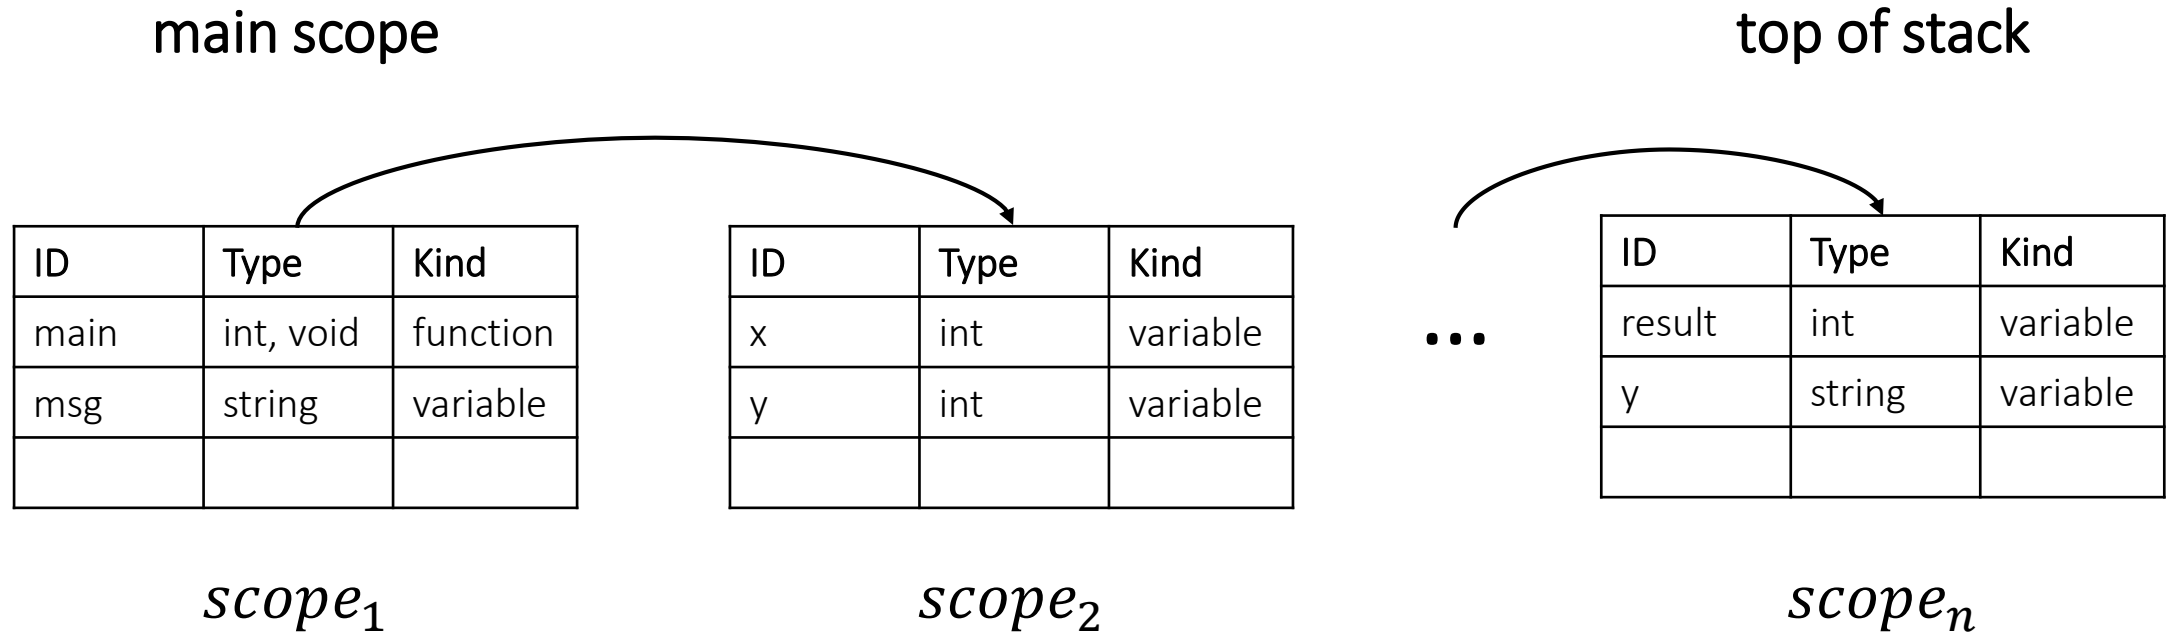 main scope
top of stack
ID Type Kind
main int, void function
msg string variable
ID Type Kind
x int variable
y int variable
...
ID Type Kind
result int variable
y string variable
scope₁
scope₂
scopeₙ